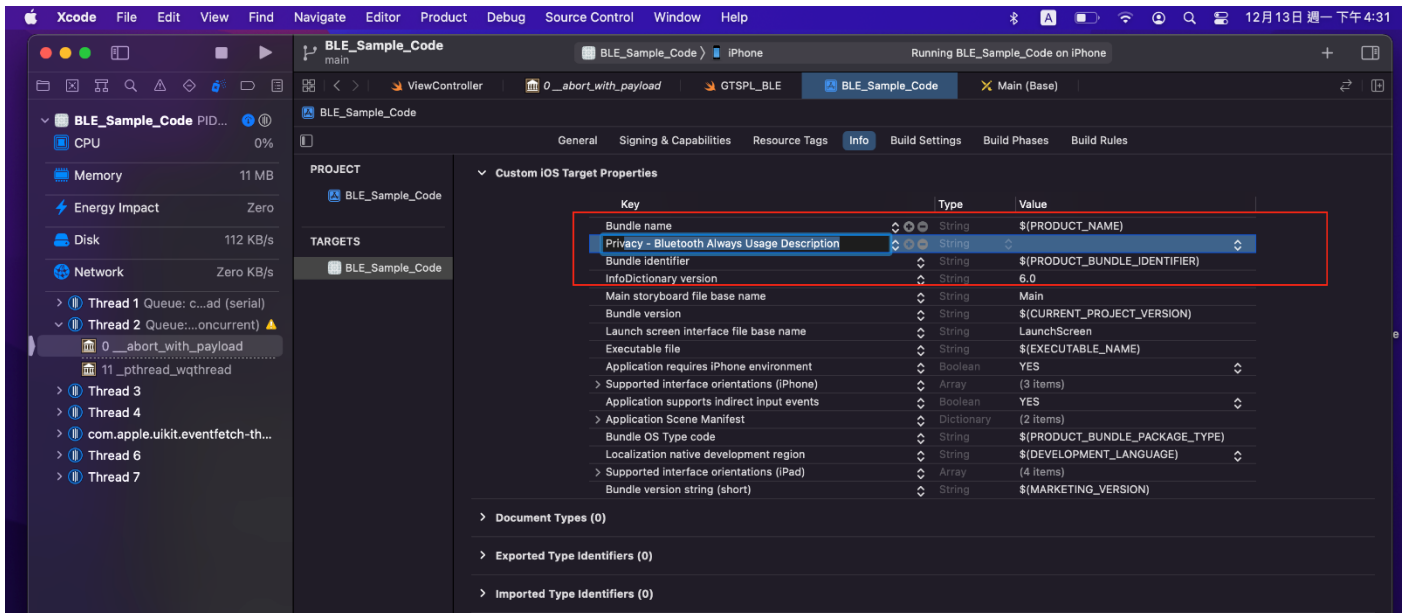 Xcode File Edit View Find Navigate Editor Product Debug Source Control Window Help A 12月13日 週一 下午4:31
BLE_Sample_Code
main
BLE_Sample_Code 〉 iPhone
Running BLE_Sample_Code on iPhone
ViewController
0 __abort_with_payload
GTSPL_BLE
BLE_Sample_Code
Main (Base)
BLE_Sample_Code
BLE_Sample_Code PID...
CPU 0%
Memory 11 MB
Energy Impact Zero
Disk 112 KB/s
Network Zero KB/s
Thread 1 Queue: c...ad (serial)
Thread 2 Queue:...oncurrent)
0 __abort_with_payload
11 _pthread_wqthread
Thread 3
Thread 4
com.apple.uikit.eventfetch-th...
Thread 6
Thread 7
General Signing & Capabilities Resource Tags Info Build Settings Build Phases Build Rules
PROJECT
BLE_Sample_Code
TARGETS
BLE_Sample_Code
Custom iOS Target Properties
Key Type Value
Bundle name String $(PRODUCT_NAME)
Privacy - Bluetooth Always Usage Description String
Bundle identifier String $(PRODUCT_BUNDLE_IDENTIFIER)
InfoDictionary version String 6.0
Main storyboard file base name String Main
Bundle version String $(CURRENT_PROJECT_VERSION)
Launch screen interface file base name String LaunchScreen
Executable file String $(EXECUTABLE_NAME)
Application requires iPhone environment Boolean YES
Supported interface orientations (iPhone) Array (3 items)
Application supports indirect input events Boolean YES
Application Scene Manifest Dictionary (2 items)
Bundle OS Type code String $(PRODUCT_BUNDLE_PACKAGE_TYPE)
Localization native development region String $(DEVELOPMENT_LANGUAGE)
Supported interface orientations (iPad) Array (4 items)
Bundle version string (short) String $(MARKETING_VERSION)
Document Types (0)
Exported Type Identifiers (0)
Imported Type Identifiers (0)
e